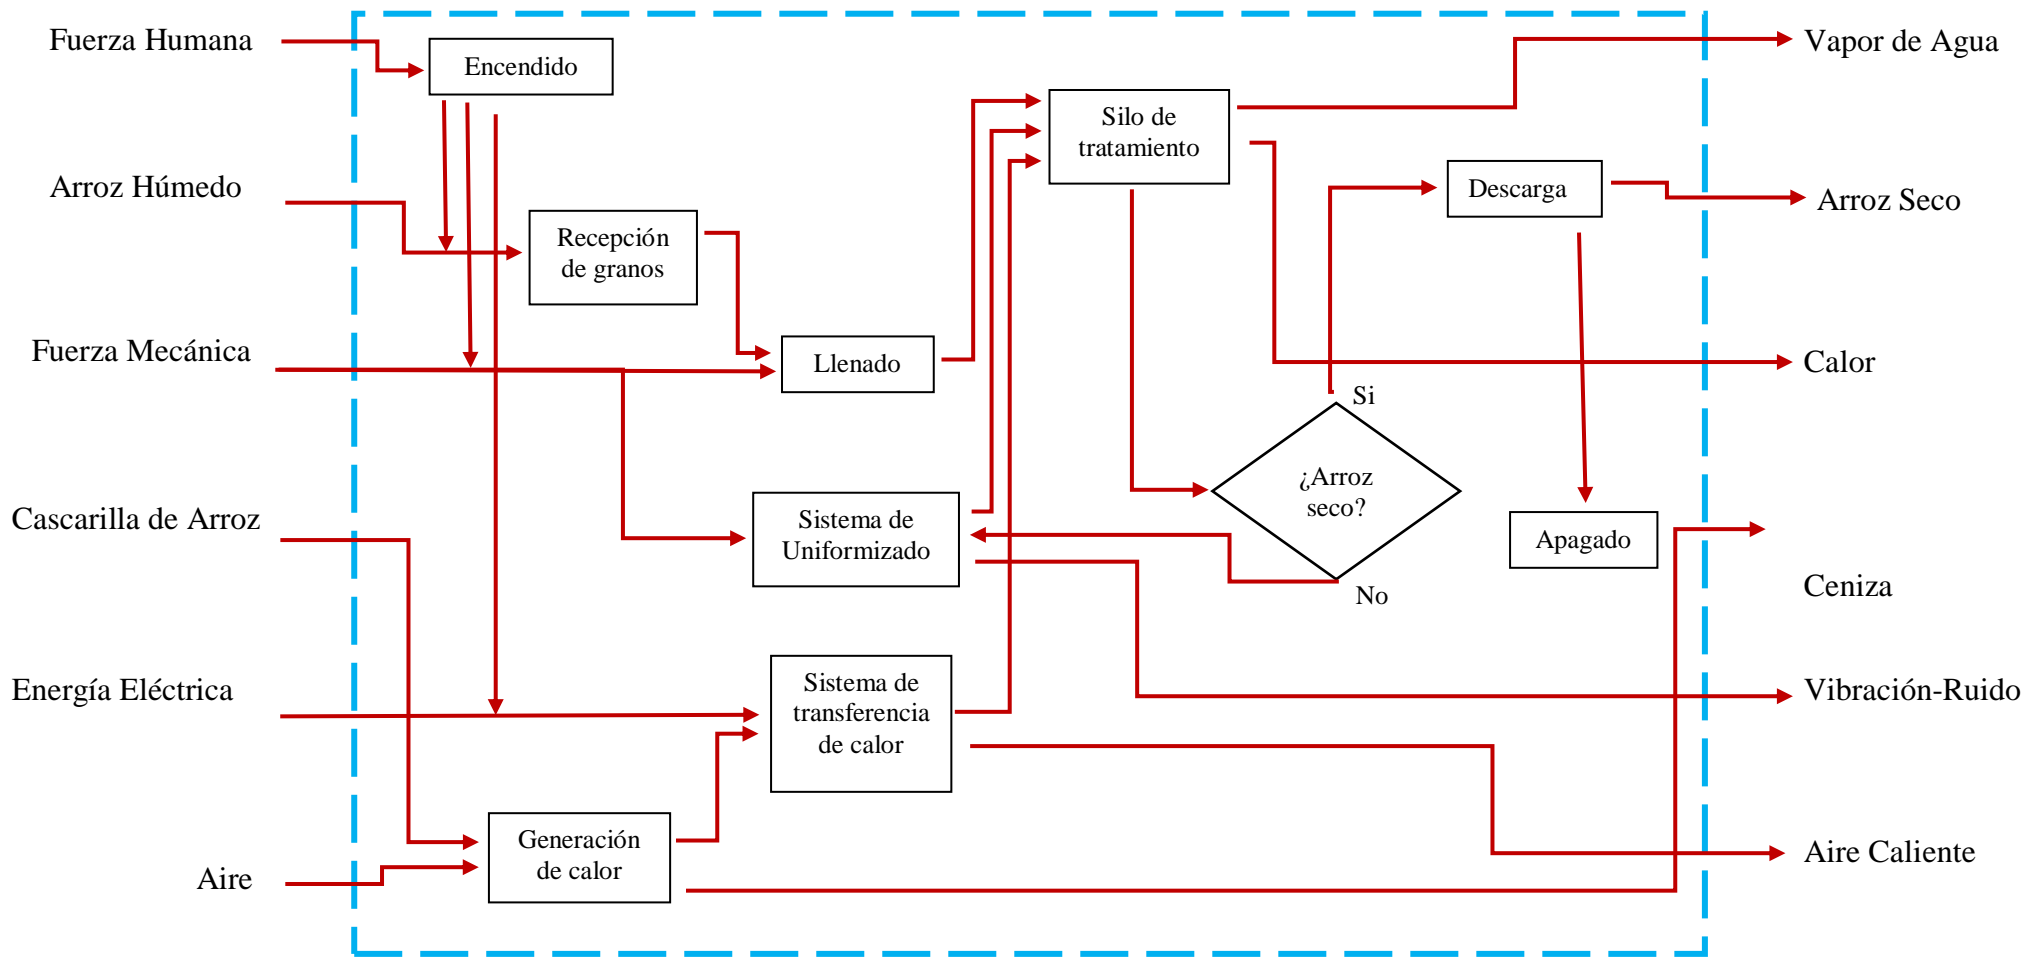 Fuerza Humana
Encendido
Vapor de Agua
Silo de
tratamiento
Arroz Húmedo
Descarga
Arroz Seco
Recepción
de granos
Fuerza Mecánica
Llenado
Calor
Si
¿Arroz
seco?
Cascarilla de Arroz
Sistema de
Uniformizado
Apagado
No
Ceniza
Energía Eléctrica
Sistema de
transferencia
de calor
Vibración-Ruido
Generación
de calor
Aire
Aire Caliente